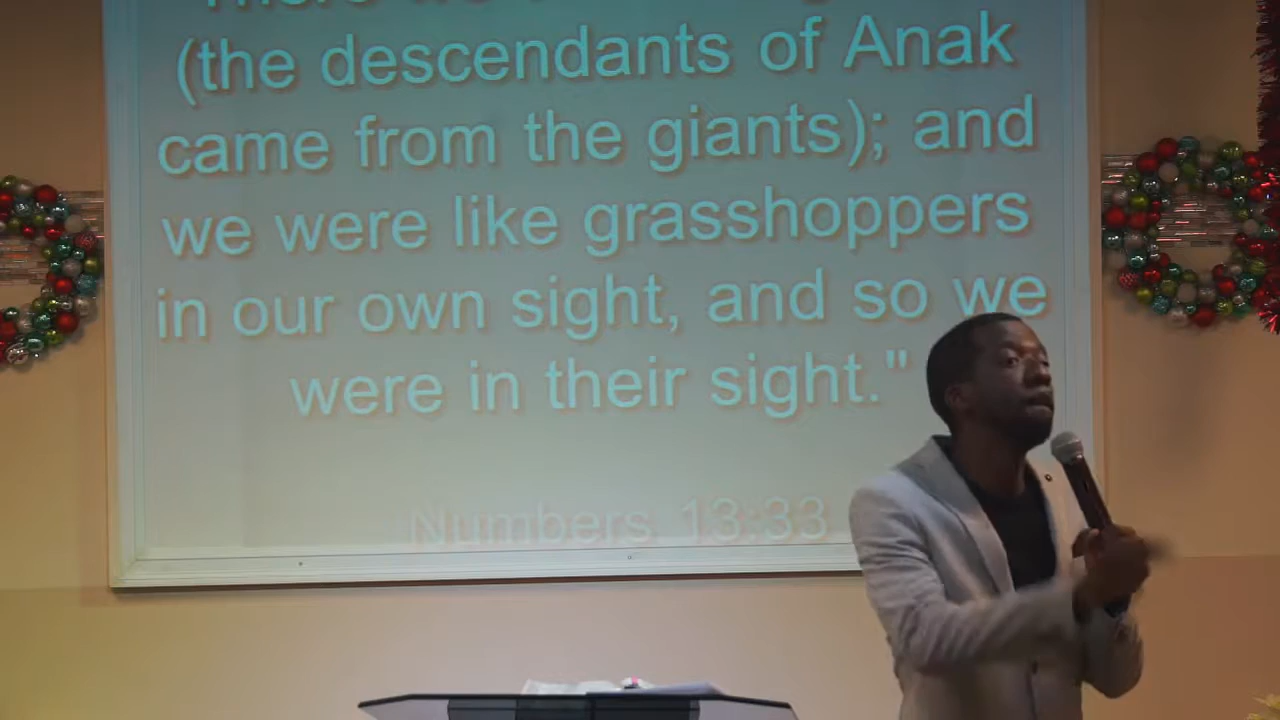 (the descendants of Anak
came from the giants); and
we were like grasshoppers
in our own sight, and so we
were in their sight."
Numbers 13:33